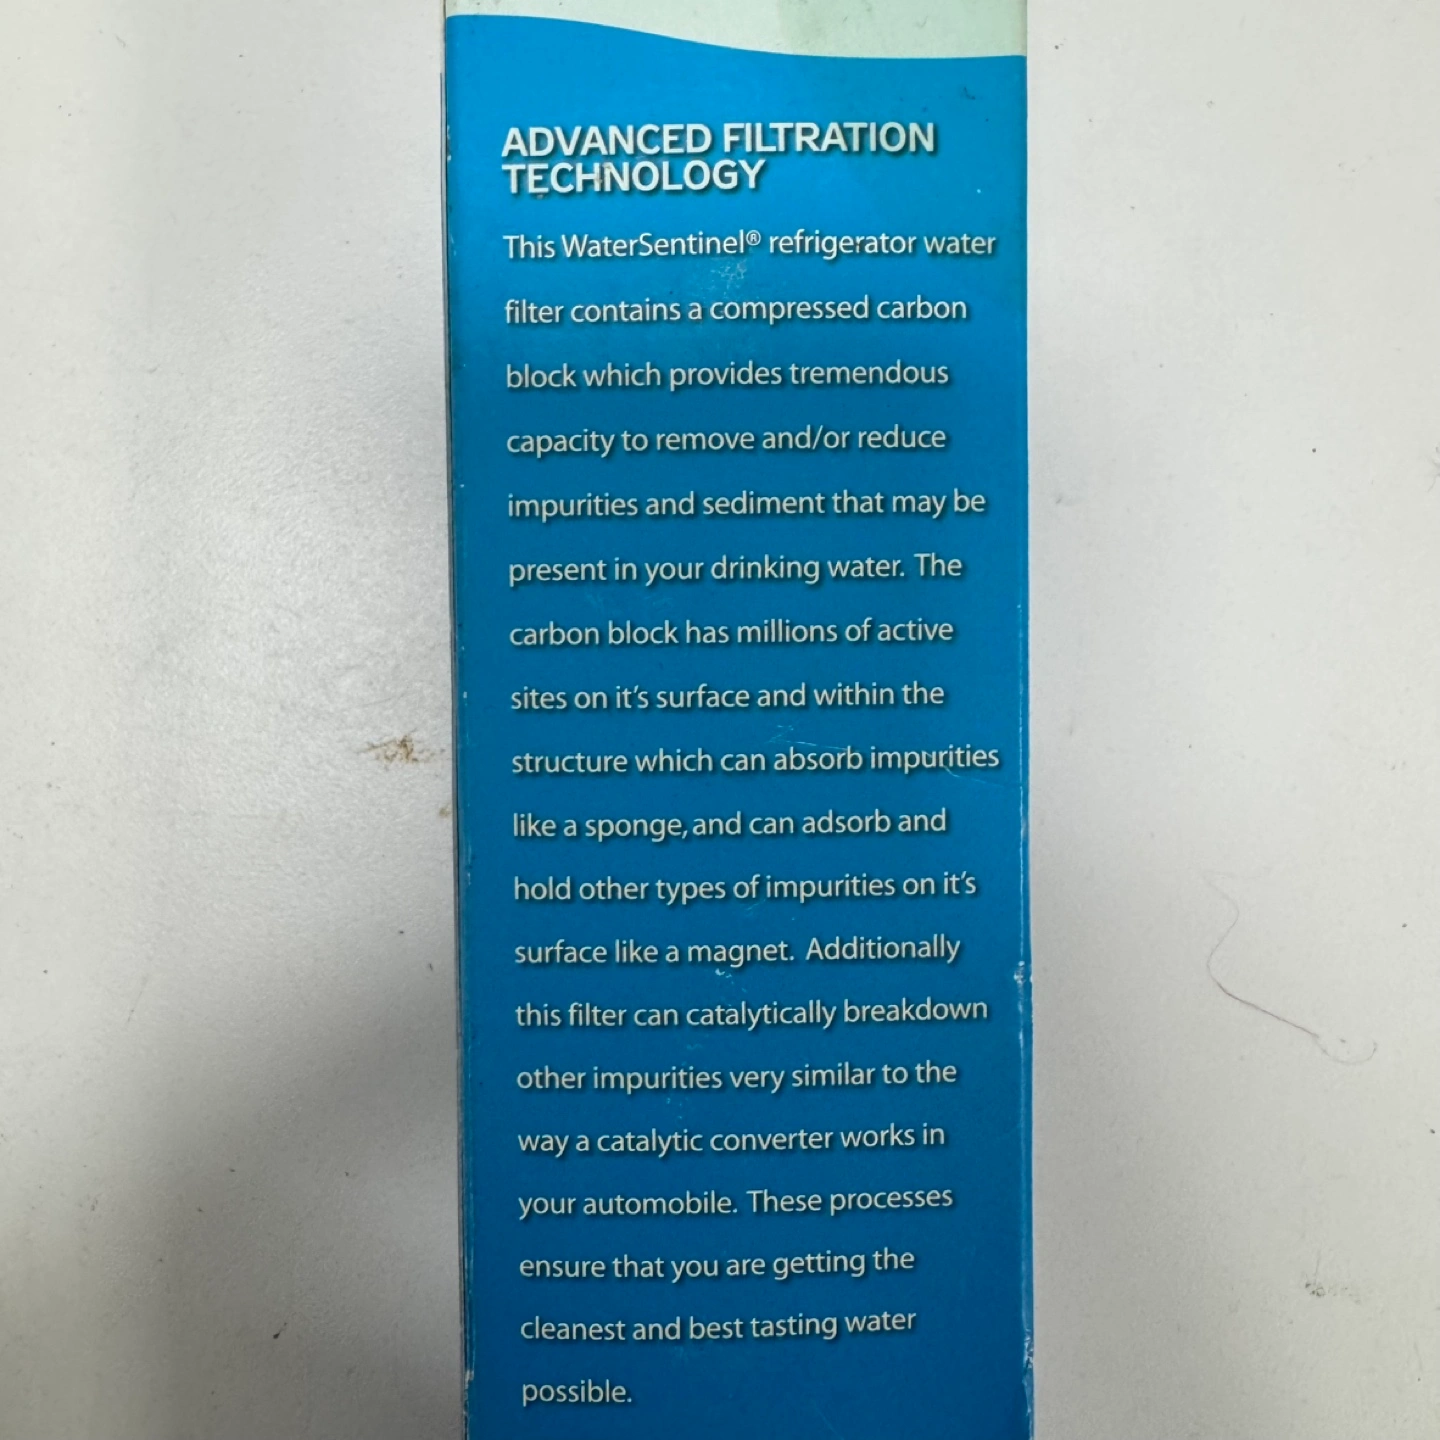 ADVANCED FILTRATION
TECHNOLOGY
This WaterSentinel® refrigerator water
filter contains a compressed carbon
block which provides tremendous
capacity to remove and/or reduce
impurities and sediment that may be
present in your drinking water. The
carbon block has millions of active
sites on it's surface and within the
structure which can absorb impurities
like a sponge, and can adsorb and
hold other types of impurities on it's
surface like a magnet. Additionally
this filter can catalytically breakdown
other impurities very similar to the
way a catalytic converter works in
your automobile. These processes
ensure that you are getting the
cleanest and best tasting water
possible.